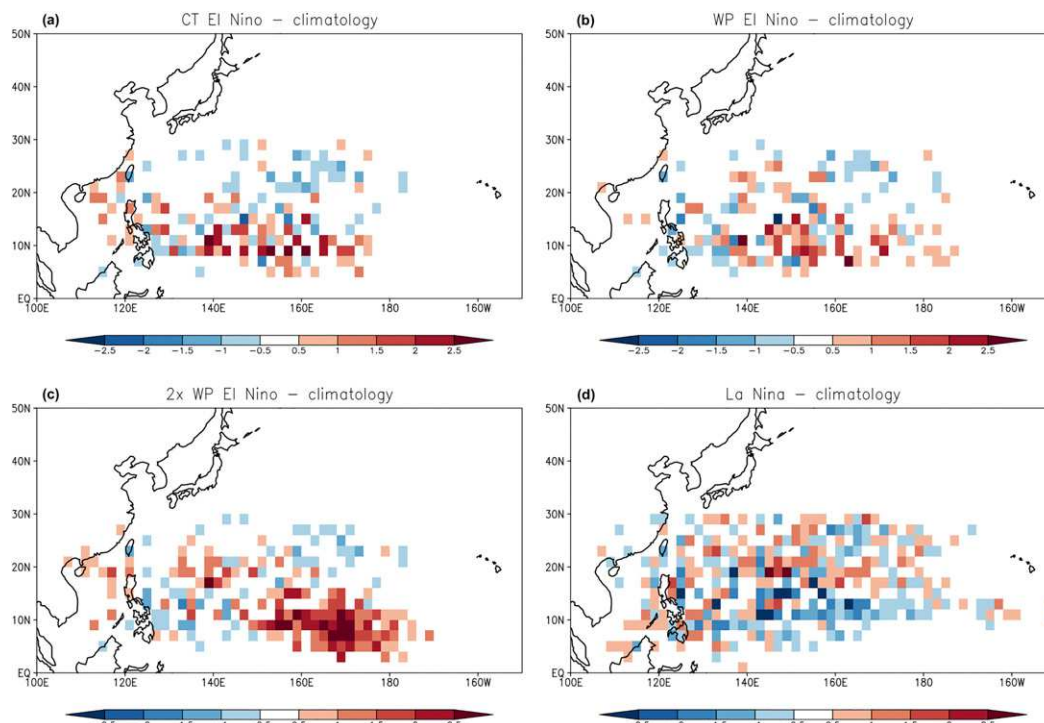 (a) CT El Nino – climatology
(b) WP El Nino – climatology
50N 50N
40N 40N
30N 30N
20N 20N
10N 10N
EQ EQ
100E 120E 140E 160E 180 160W
100E 120E 140E 160E 180 160W
−2.5 −2 −1.5 −1 −0.5 0.5 1 1.5 2 2.5
−2.5 −2 −1.5 −1 −0.5 0.5 1 1.5 2 2.5
(c) 2x WP El Nino – climatology
(d) La Nina – climatology
50N 50N
40N 40N
30N 30N
20N 20N
10N 10N
EQ EQ
100E 120E 140E 160E 180 160W
100E 120E 140E 160E 180 160W